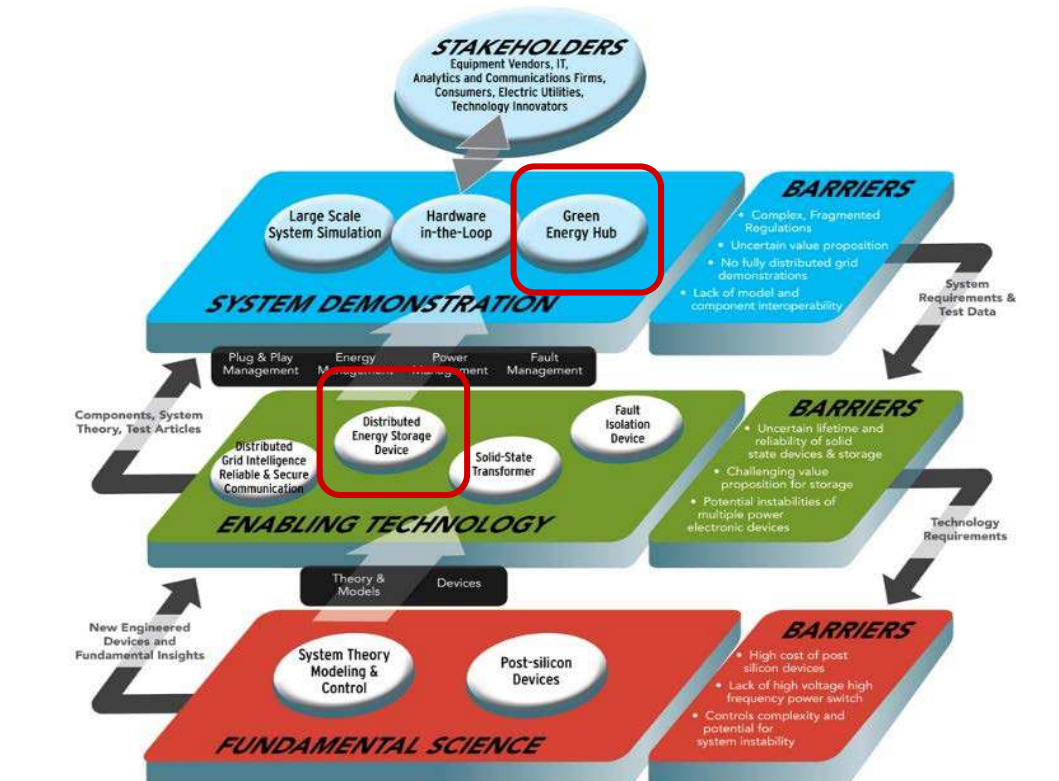 STAKEHOLDERS
Equipment Vendors, IT,
Analytics and Communications Firms,
Consumers, Electric Utilities,
Technology Innovators
Large Scale
System Simulation
Hardware
in-the-Loop
Green
Energy Hub
SYSTEM DEMONSTRATION
BARRIERS
• Complex, Fragmented
Regulations
• Uncertain value proposition
• No fully distributed grid
demonstrations
• Lack of model and
component interoperability
System
Requirements &
Test Data
Plug & Play
Management
Energy
Management
Power
Management
Fault
Management
Components, System
Theory, Test Articles
Distributed
Grid Intelligence
Reliable & Secure
Communication
Distributed
Energy Storage
Device
Solid-State
Transformer
Fault
Isolation
Device
ENABLING TECHNOLOGY
BARRIERS
• Uncertain lifetime and
reliability of solid
state devices & storage
• Challenging value
proposition for storage
• Potential instabilities of
multiple power
electronic devices
Technology
Requirements
Theory &
Models
Devices
New Engineered
Devices and
Fundamental Insights
System Theory
Modeling &
Control
Post-silicon
Devices
FUNDAMENTAL SCIENCE
BARRIERS
• High cost of post
silicon devices
• Lack of high voltage high
frequency power switch
• Controls complexity and
potential for
system instability